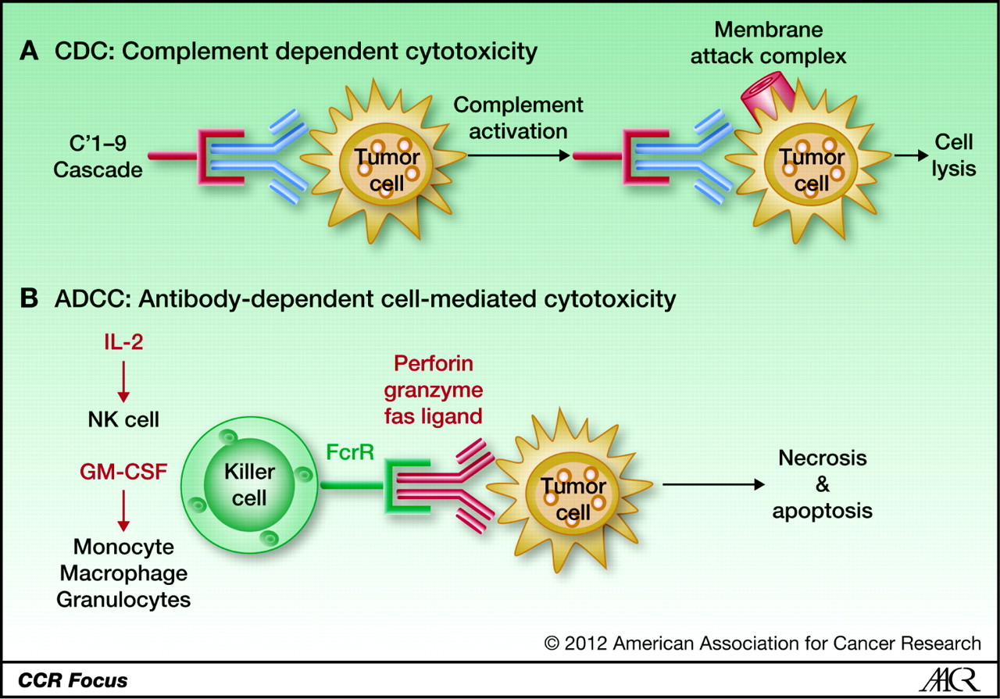 A CDC: Complement dependent cytotoxicity
Membrane
attack complex
C'1–9
Cascade
Tumor
cell
Complement
activation
Tumor
cell
Cell
lysis
B ADCC: Antibody-dependent cell-mediated cytotoxicity
IL-2
NK cell
GM-CSF
Monocyte
Macrophage
Granulocytes
Killer
cell
FcrR
Perforin
granzyme
fas ligand
Tumor
cell
Necrosis
&
apoptosis
© 2012 American Association for Cancer Research
CCR Focus
AACR